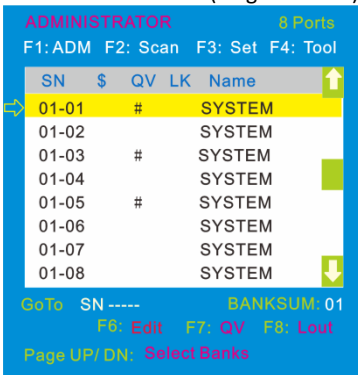 ADMINISTRATOR 8 Ports
F1: ADM F2: Scan F3: Set F4: Tool
SN $ QV LK Name
01-01 # SYSTEM
01-02 SYSTEM
01-03 # SYSTEM
01-04 SYSTEM
01-05 # SYSTEM
01-06 SYSTEM
01-07 SYSTEM
01-08 SYSTEM
GoTo SN ----- BANKSUM: 01
F6: Edit F7: QV F8: Lout
Page UP/ DN: Select Banks